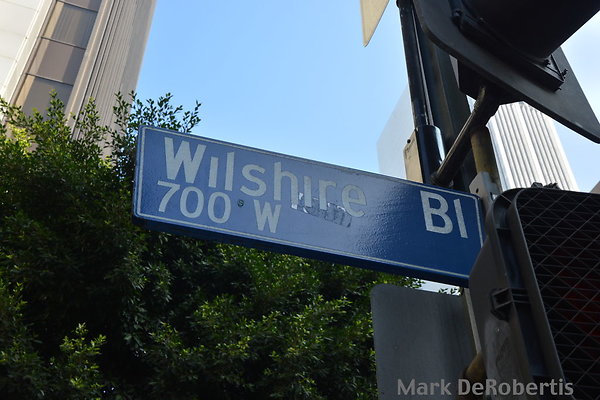 Wilshire Bl
700 W
Mark DeRobertis